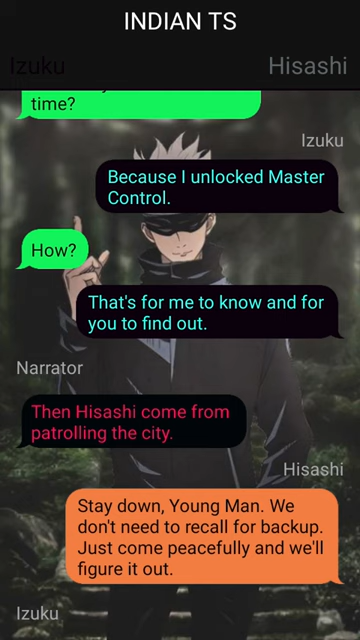 INDIAN TS
Izuku
Hisashi
time?
Izuku
Because I unlocked Master
Control.
How?
That's for me to know and for
you to find out.
Narrator
Then Hisashi come from
patrolling the city.
Hisashi
Stay down, Young Man. We
don't need to recall for backup.
Just come peacefully and we'll
figure it out.
Izuku